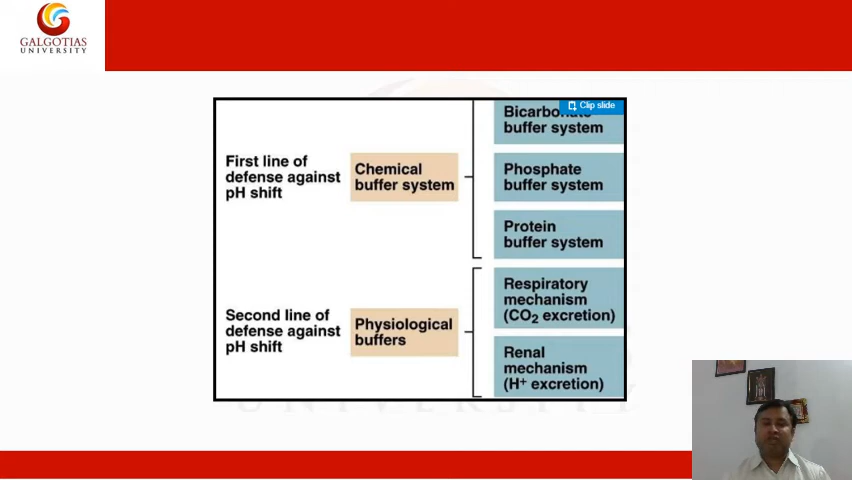 GALGOTIAS
UNIVERSITY
Clip slide
Bicarbonate
buffer system
First line of
defense against
pH shift
Chemical
buffer system
Phosphate
buffer system
Protein
buffer system
Second line of
defense against
pH shift
Physiological
buffers
Respiratory
mechanism
(CO₂ excretion)
Renal
mechanism
(H⁺ excretion)
UNIVERSITY